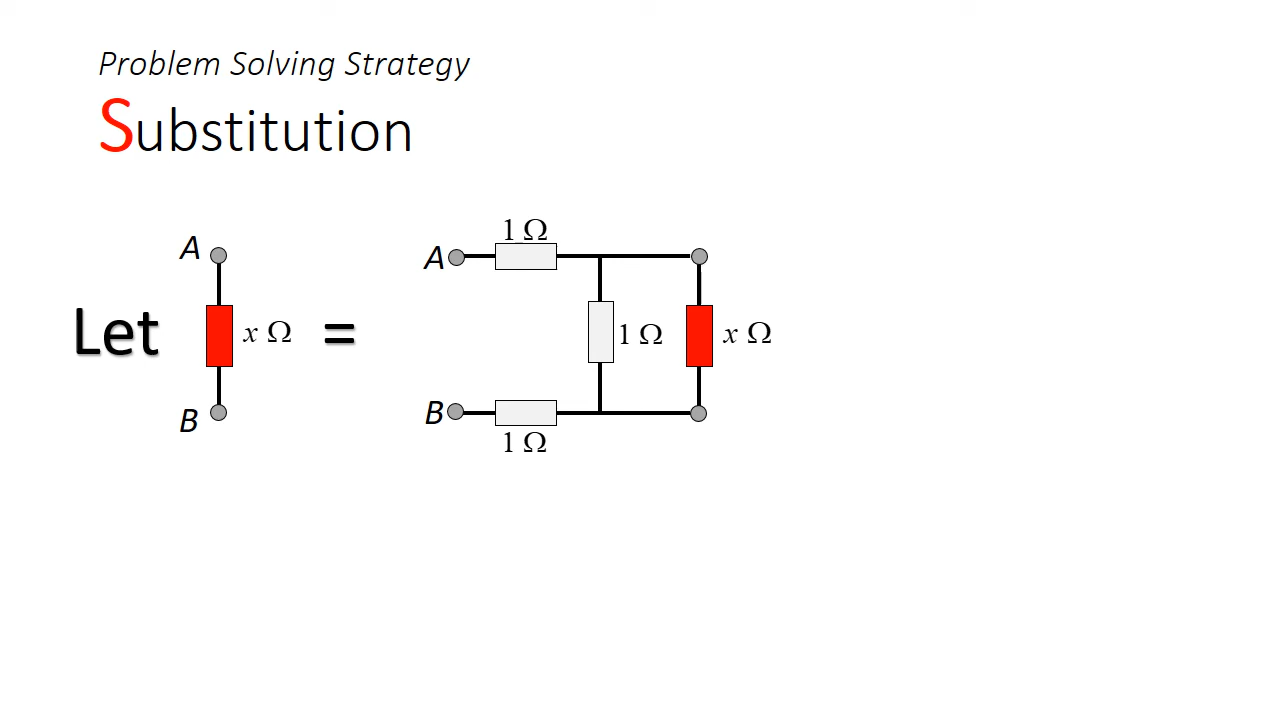 Problem Solving Strategy
Substitution
1 Ω
A
A
Let
x Ω
=
1 Ω
x Ω
B
B
1 Ω